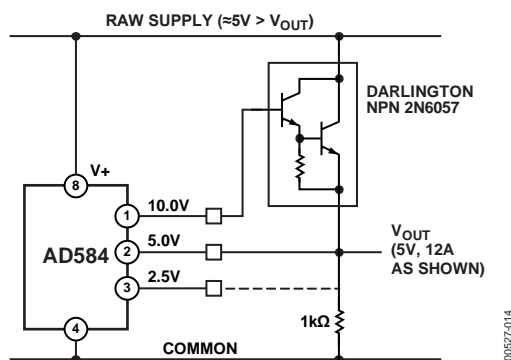 RAW SUPPLY (≈5V > VOUT)
DARLINGTON
NPN 2N6057
8
V+
1
10.0V
AD584
2
5.0V
3
2.5V
VOUT
(5V, 12A
AS SHOWN)
4
1kΩ
COMMON
00527-014